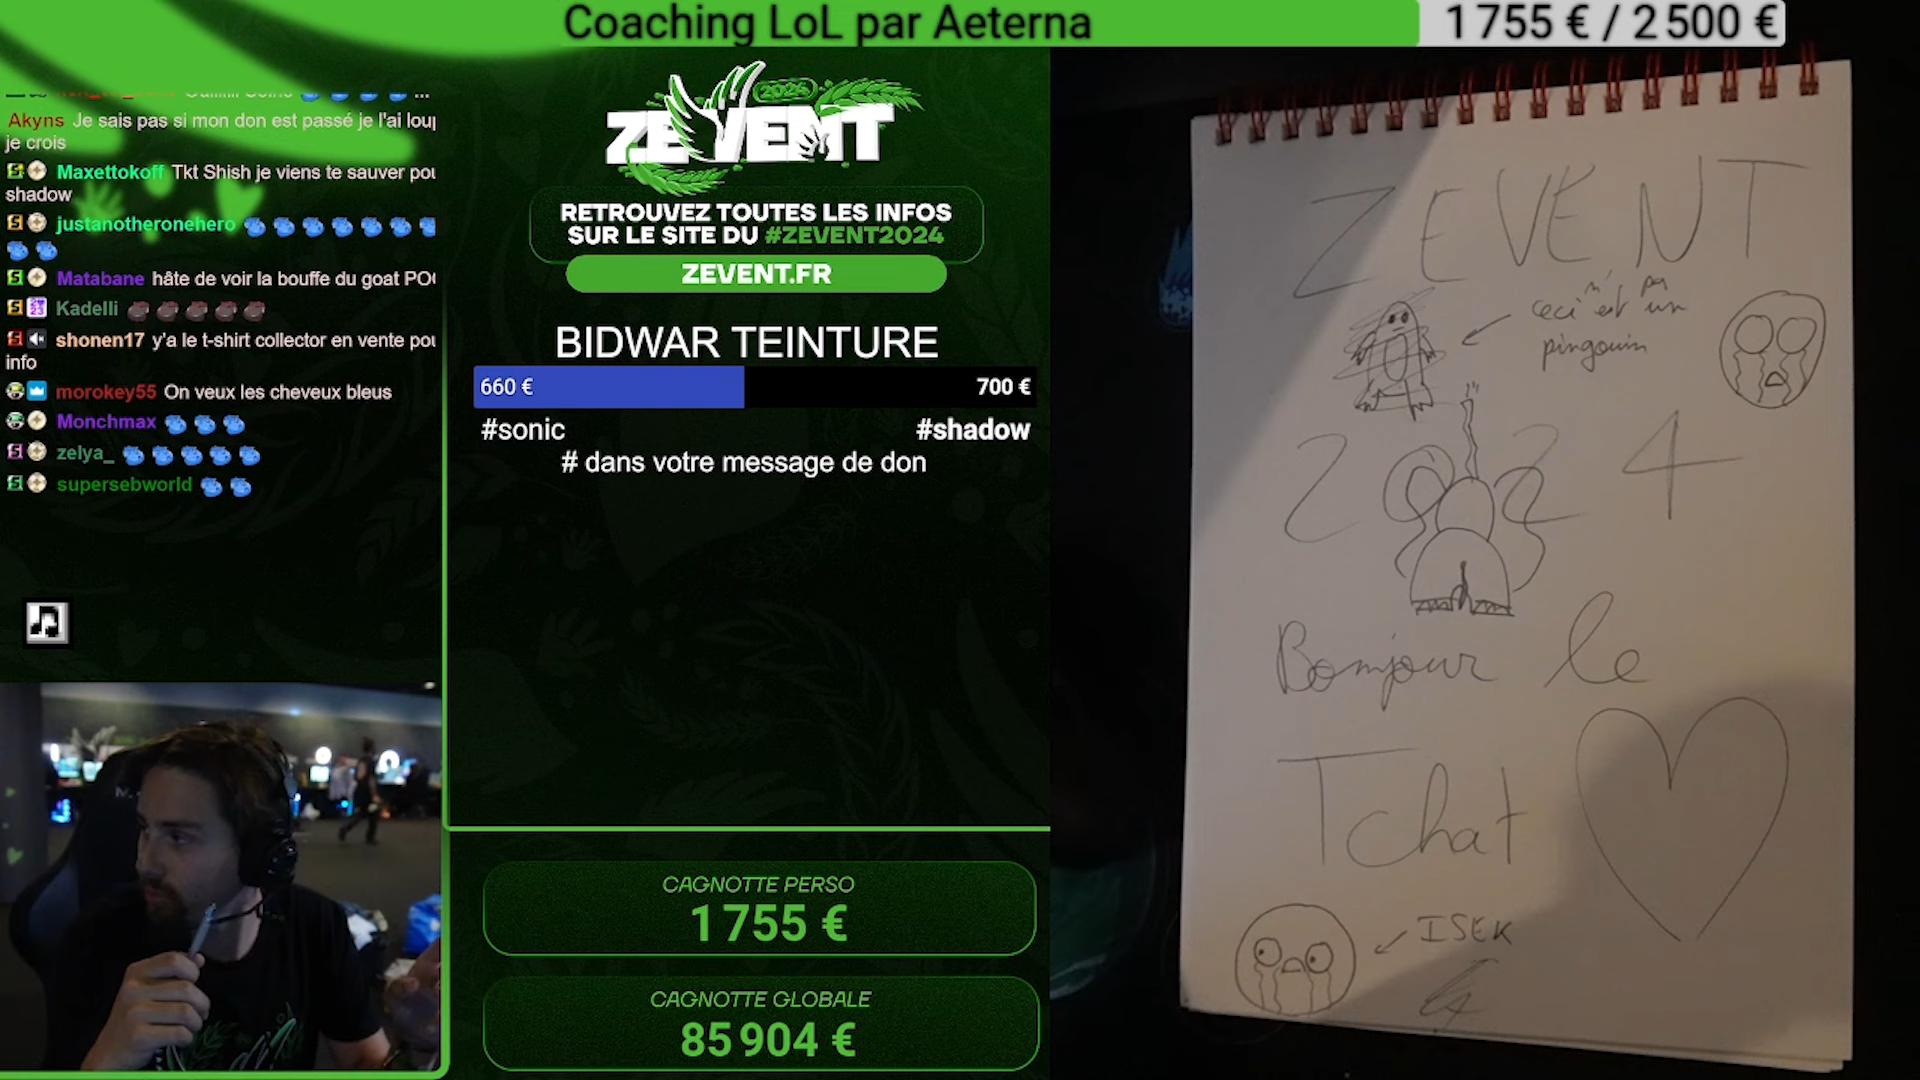 Coaching LoL par Aeterna
1 755 € / 2 500 €
Akyns Je sais pas si mon don est passé je l'ai
je crois
Maxettokoff Tkt Shish je viens te sauver
shadow
justanotheronehero
Matabane hâte de voir la bouffe du goat
Kadelli
shonen17 y'a le t-shirt collector en vente
info
morokey55 On veux les cheveux bleus
Monchmax
zelya_
supersebworld
2024
ZEVENT
RETROUVEZ TOUTES LES INFOS
SUR LE SITE DU #ZEVENT2024
ZEVENT.FR
BIDWAR TEINTURE
660 € 700 €
#sonic #shadow
# dans votre message de don
CAGNOTTE PERSO
1 755 €
CAGNOTTE GLOBALE
85 904 €
ZEVENT
ceci n'est pas un
pingouin
2024
Bonjour le
Tchat
ISEK